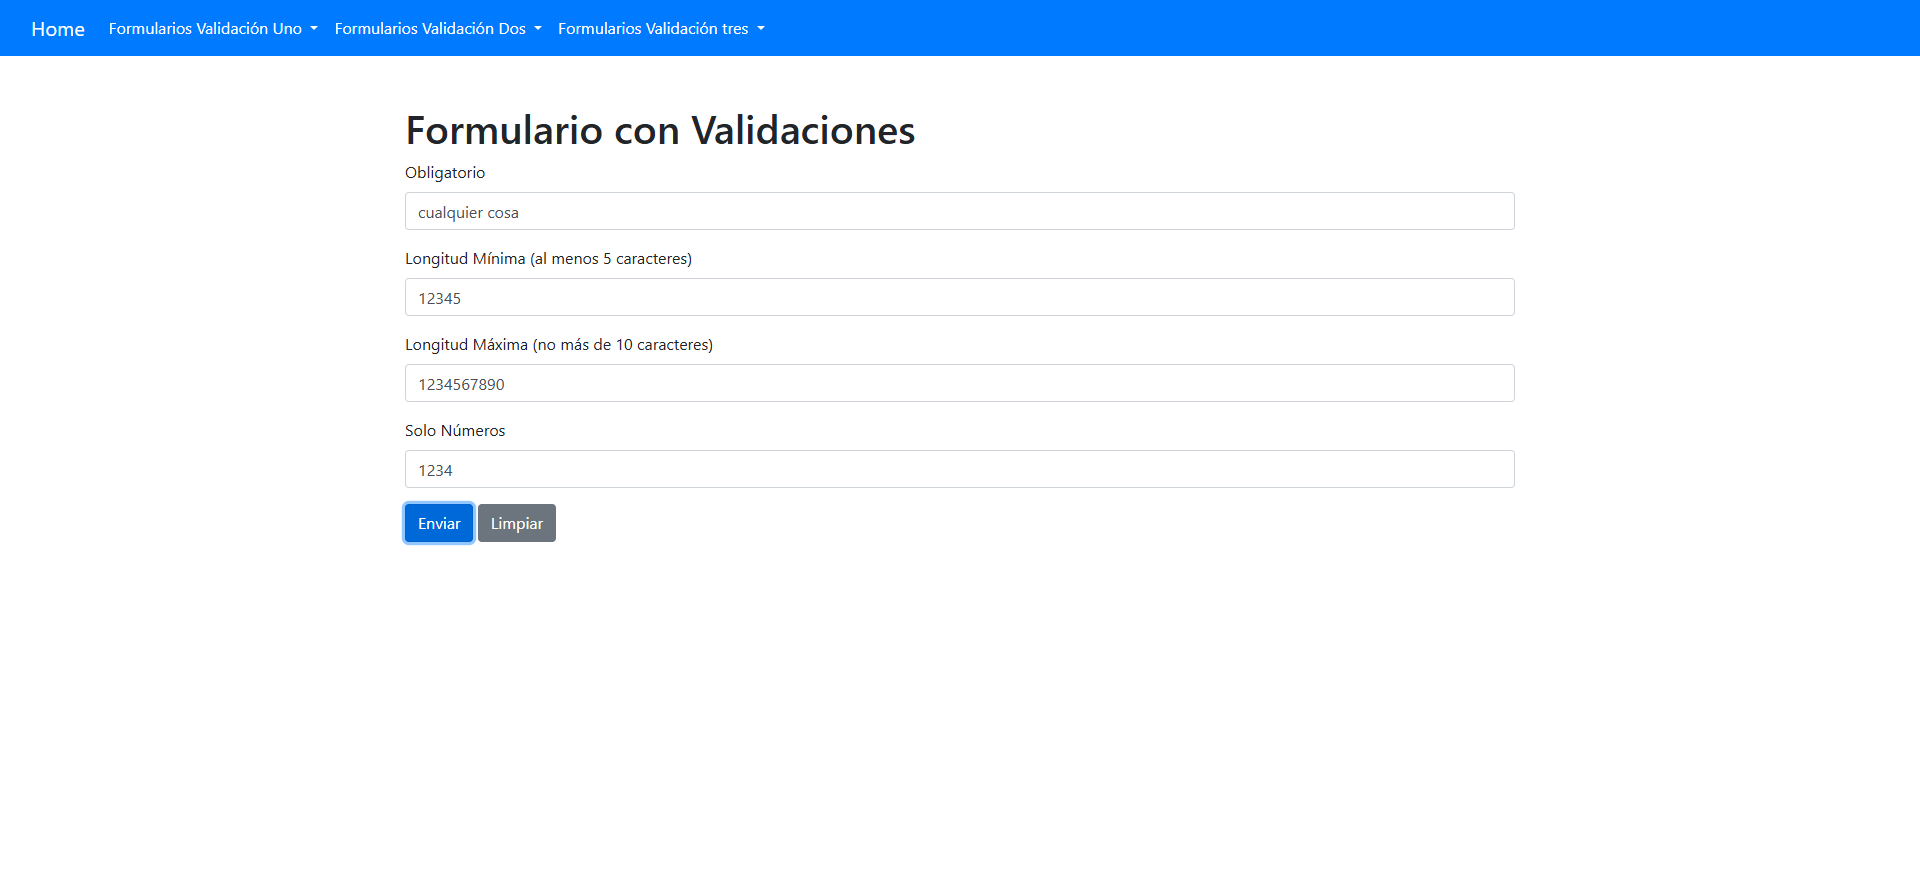 Home Formularios Validación Uno Formularios Validación Dos Formularios Validación tres
Formulario con Validaciones
Obligatorio
cualquier cosa
Longitud Mínima (al menos 5 caracteres)
12345
Longitud Máxima (no más de 10 caracteres)
1234567890
Solo Números
1234
Enviar Limpiar